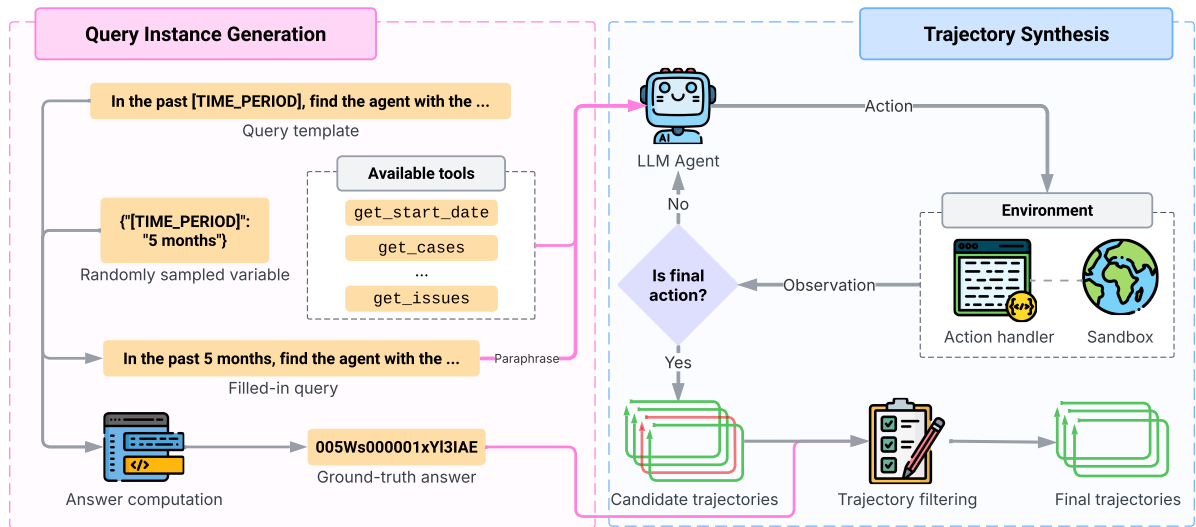 Query Instance Generation
In the past [TIME_PERIOD], find the agent with the ...
Query template
Available tools
get_start_date
get_cases
...
get_issues
{"[TIME_PERIOD]":
"5 months"}
Randomly sampled variable
In the past 5 months, find the agent with the ...
Filled-in query
Paraphrase
</>
Answer computation
005Ws000001xYl3IAE
Ground-truth answer
Trajectory Synthesis
AI
LLM Agent
Action
Environment
{</>}
Action handler
Sandbox
Observation
Is final
action?
No
Yes
Candidate trajectories
Trajectory filtering
Final trajectories